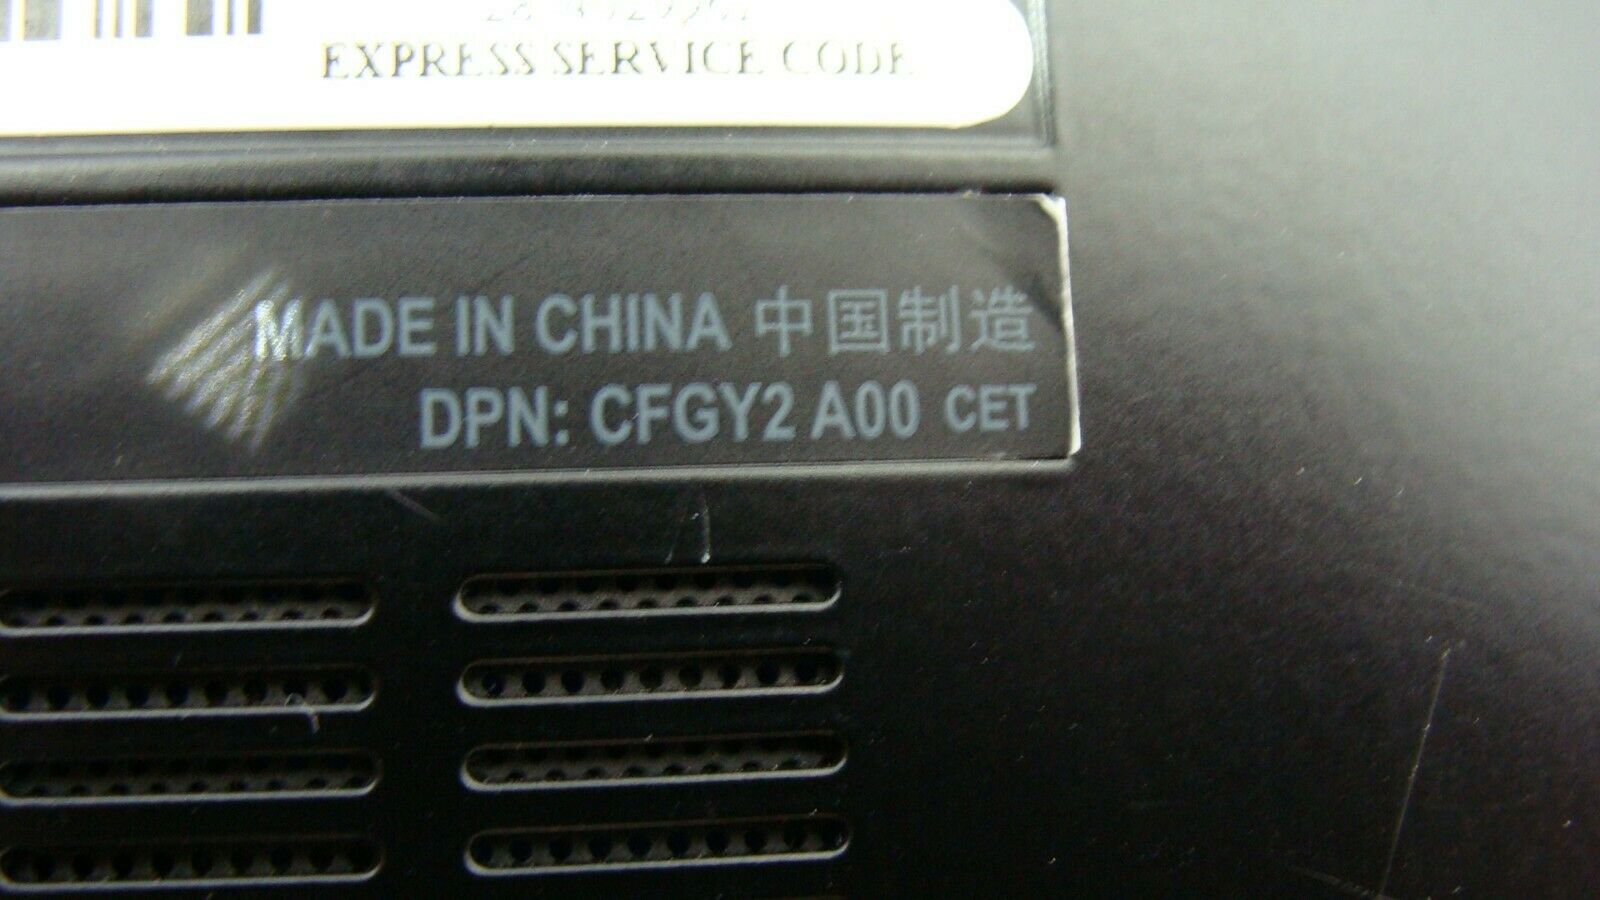 EXPRESS SERVICE CODE
MADE IN CHINA 中国制造
DPN: CFGY2 A00 CET